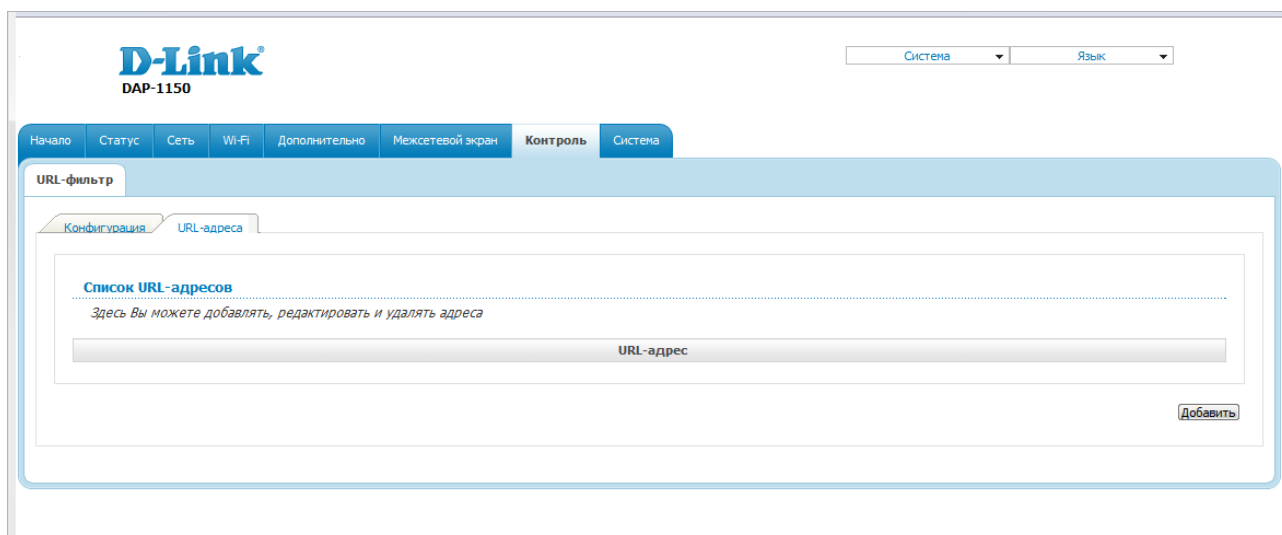 D-Link®
DAP-1150
Система Язык
Начало Статус Сеть Wi-Fi Дополнительно Межсетевой экран Контроль Система
URL-фильтр
Конфигурация URL-адреса
Список URL-адресов
Здесь Вы можете добавлять, редактировать и удалять адреса
URL-адрес
Добавить